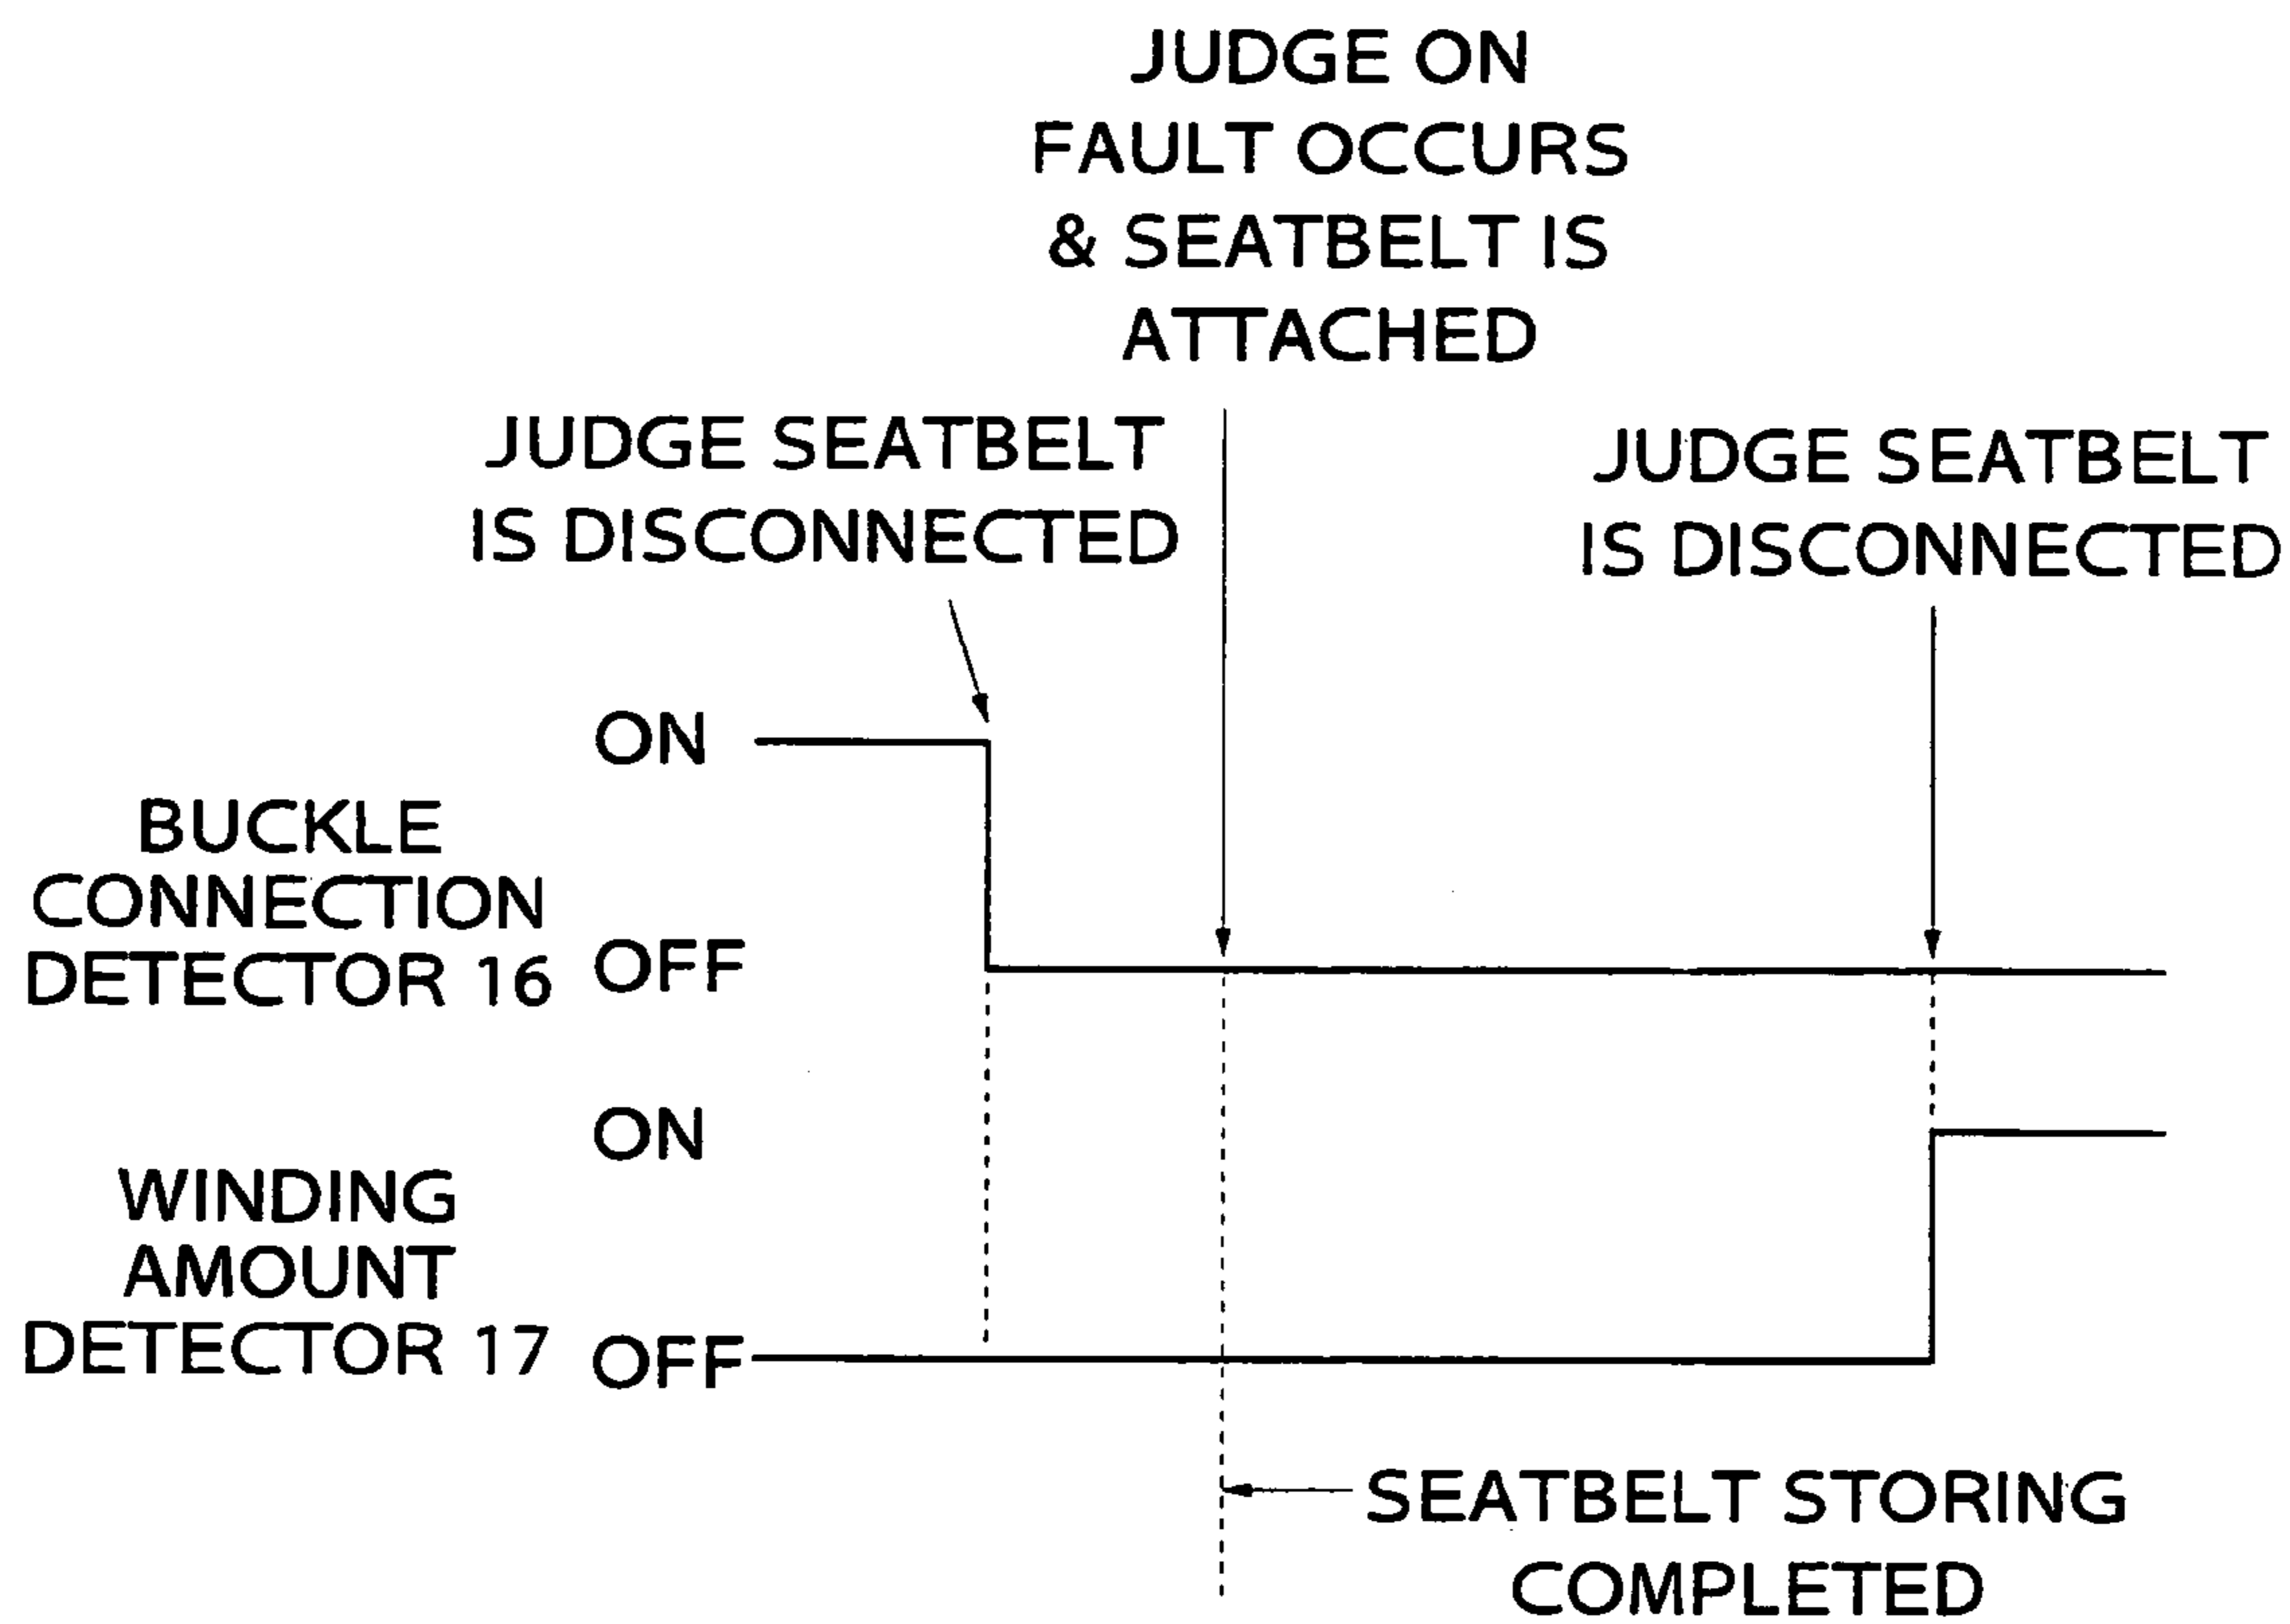 JUDGE ON
FAULT OCCURS
& SEATBELT IS
ATTACHED
JUDGE SEATBELT
IS DISCONNECTED
JUDGE SEATBELT
IS DISCONNECTED
ON
BUCKLE
CONNECTION
DETECTOR 16
OFF
ON
WINDING
AMOUNT
DETECTOR 17
OFF
SEATBELT STORING
COMPLETED